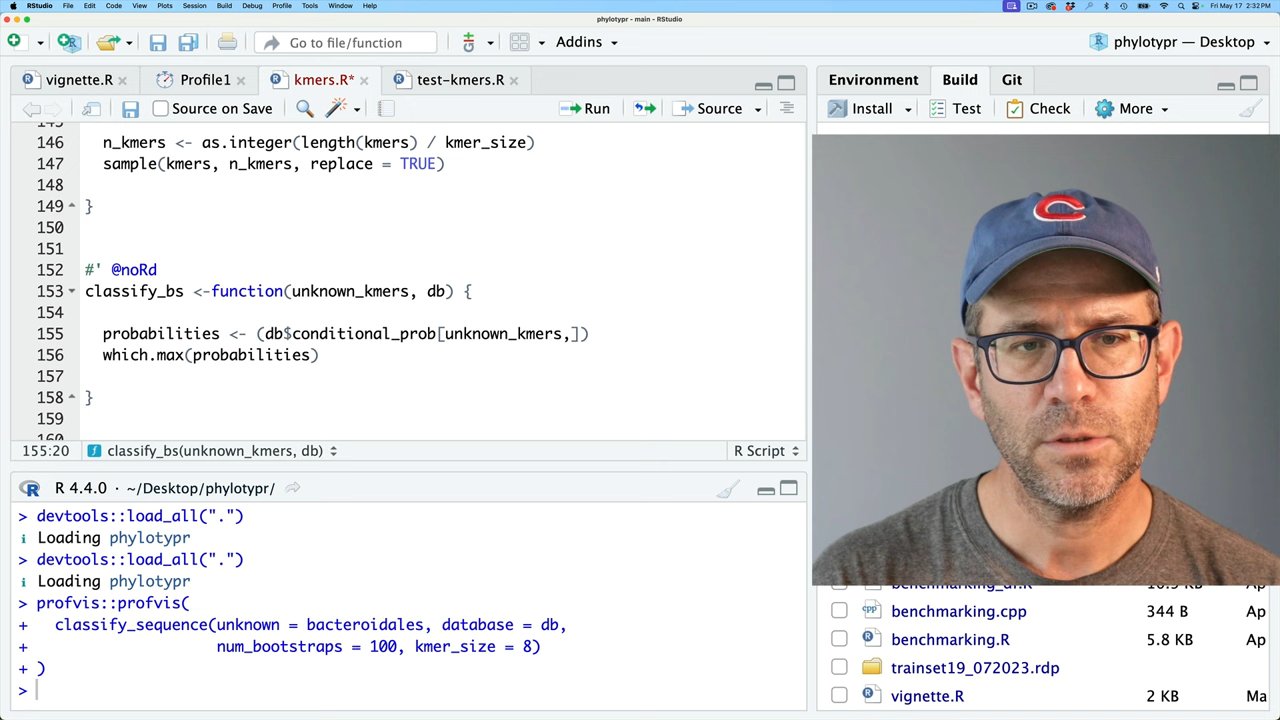 RStudio File Edit Code View Plots Session Build Debug Profile Tools Window Help Fri May 17 2:32 PM
phylotypr - main - RStudio
Go to file/function Addins phylotypr — Desktop
vignette.R Profile1 kmers.R* test-kmers.R Environment Build Git
Source on Save Run Source Install Test Check More
146 n_kmers <- as.integer(length(kmers) / kmer_size)
147 sample(kmers, n_kmers, replace = TRUE)
148
149 }
150
151
152 #' @noRd
153 classify_bs <-function(unknown_kmers, db) {
154
155 probabilities <- (db$conditional_prob[unknown_kmers,])
156 which.max(probabilities)
157
158 }
159
160
155:20 classify_bs(unknown_kmers, db) R Script
R 4.4.0 · ~/Desktop/phylotypr/
> devtools::load_all(".")
i Loading phylotypr
> devtools::load_all(".")
i Loading phylotypr
> profvis::profvis(
+ classify_sequence(unknown = bacteroidales, database = db,
+ num_bootstraps = 100, kmer_size = 8)
+ )
>
C
benchmarking.cpp 344 B Ap
benchmarking.R 5.8 KB Ap
trainset19_072023.rdp
vignette.R 2 KB Ma